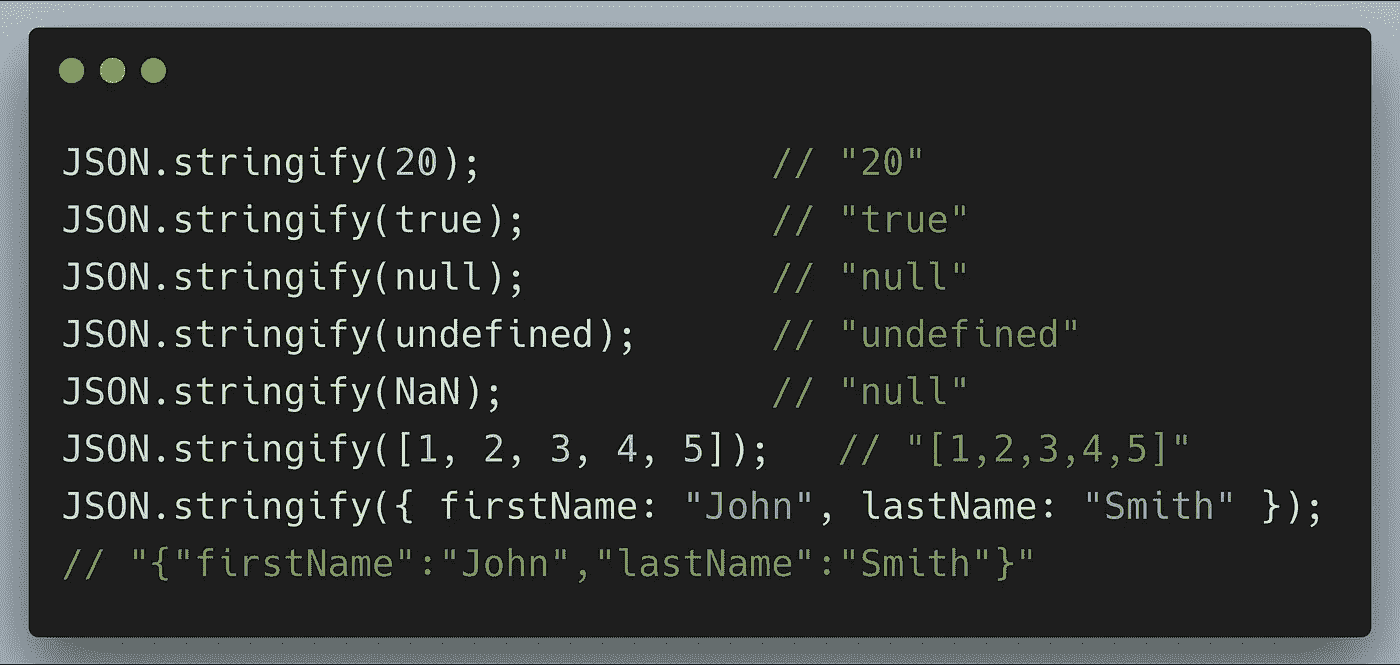 JSON.stringify(20);                // "20"
JSON.stringify(true);              // "true"
JSON.stringify(null);              // "null"
JSON.stringify(undefined);         // "undefined"
JSON.stringify(NaN);               // "null"
JSON.stringify([1, 2, 3, 4, 5]);   // "[1,2,3,4,5]"
JSON.stringify({ firstName: "John", lastName: "Smith" });
// "{"firstName":"John","lastName":"Smith"}"